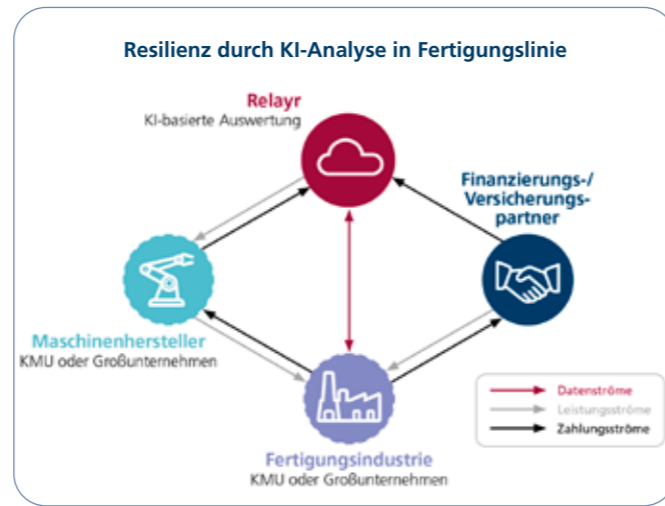 Resilienz durch KI-Analyse in Fertigungslinie
Relayr
KI-basierte Auswertung
Finanzierungs-/
Versicherungs-
partner
Maschinenhersteller
KMU oder Großunternehmen
Fertigungsindustrie
KMU oder Großunternehmen
Datenströme
Leistungsströme
Zahlungsströme